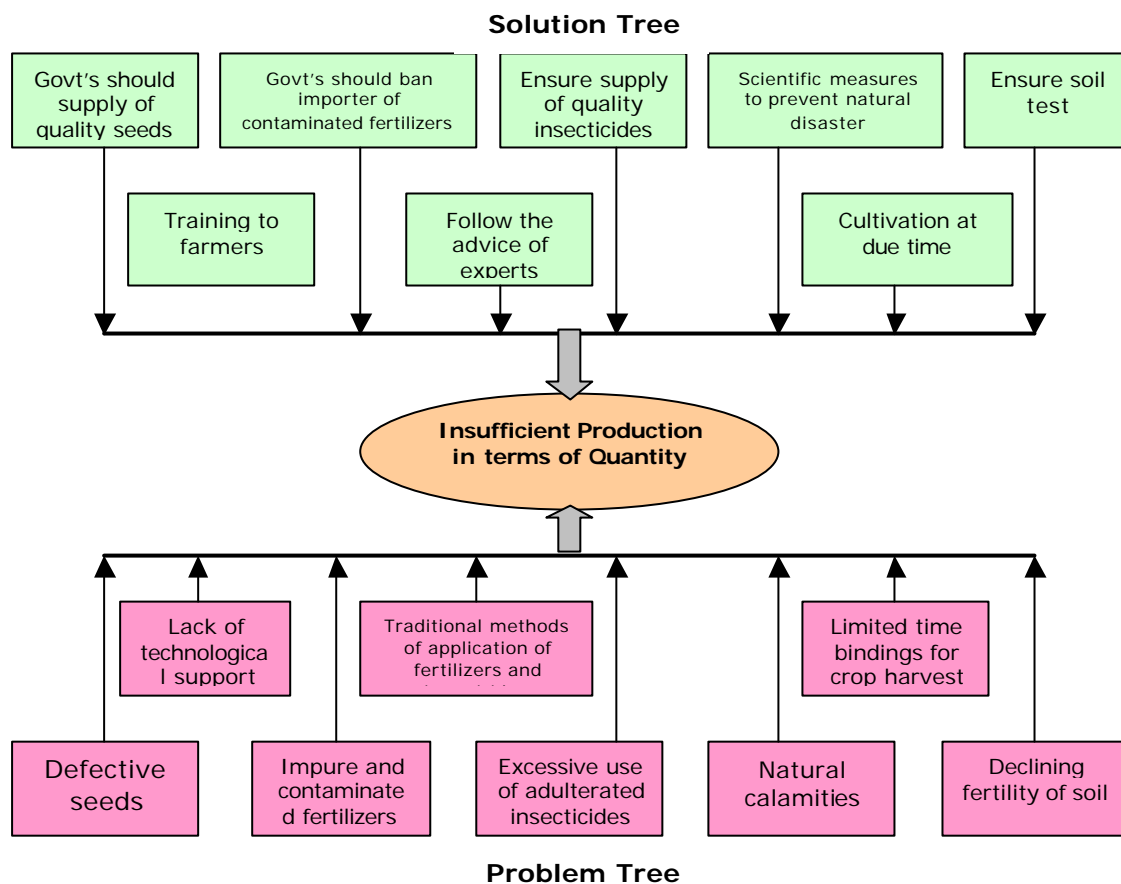 Solution Tree
Govt's should
supply of
quality seeds
Govt's should ban
importer of
contaminated fertilizers
Ensure supply
of quality
insecticides
Scientific measures
to prevent natural
disaster
Ensure soil
test
Training to
farmers
Follow the
advice of
experts
Cultivation at
due time
Insufficient Production
in terms of Quantity
Lack of
technologica
l support
Traditional methods
of application of
fertilizers and
Limited time
bindings for
crop harvest
Defective
seeds
Impure and
contaminate
d fertilizers
Excessive use
of adulterated
insecticides
Natural
calamities
Declining
fertility of soil
Problem Tree